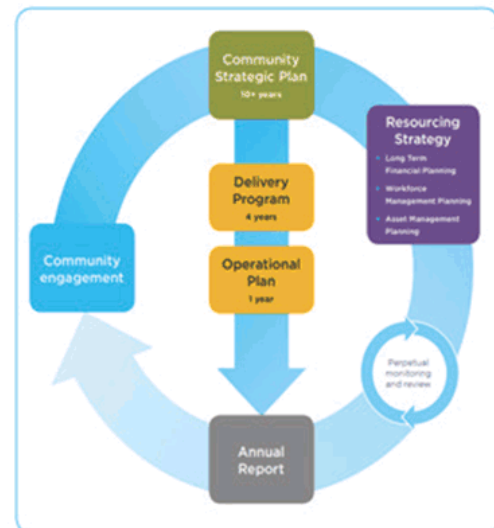 Community
Strategic Plan
10+ years
Resourcing
Strategy
Long Term
Financial Planning
Workforce
Management Planning
Asset Management
Planning
Delivery
Program
4 years
Community
engagement
Operational
Plan
1 year
Perpetual
monitoring
and review
Annual
Report